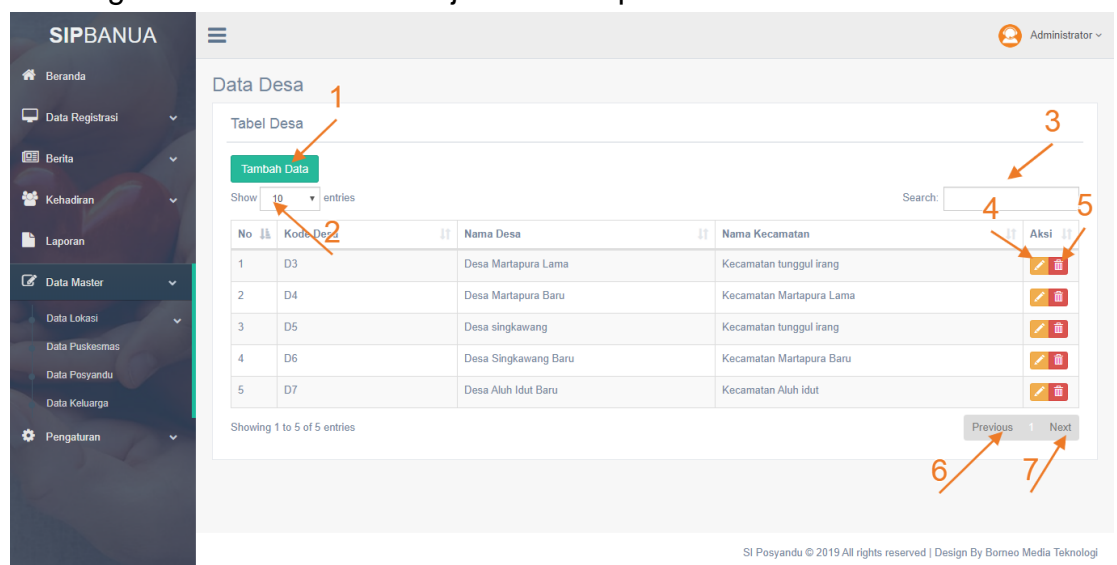 SIPBANUA
Administrator
Beranda
Data Registrasi
Berita
Kehadiran
Laporan
Data Master
Data Lokasi
Data Puskesmas
Data Posyandu
Data Keluarga
Pengaturan
Data Desa
1
Tabel Desa
3
Tambah Data
Show 10 entries
Search:
2
4
5
No Kode Desa Nama Desa Nama Kecamatan Aksi
1 D3 Desa Martapura Lama Kecamatan tunggul irang
2 D4 Desa Martapura Baru Kecamatan Martapura Lama
3 D5 Desa singkawang Kecamatan tunggul irang
4 D6 Desa Singkawang Baru Kecamatan Martapura Baru
5 D7 Desa Aluh Idut Baru Kecamatan Aluh idut
Showing 1 to 5 of 5 entries
Previous 1 Next
6
7
SI Posyandu © 2019 All rights reserved | Design By Borneo Media Teknologi